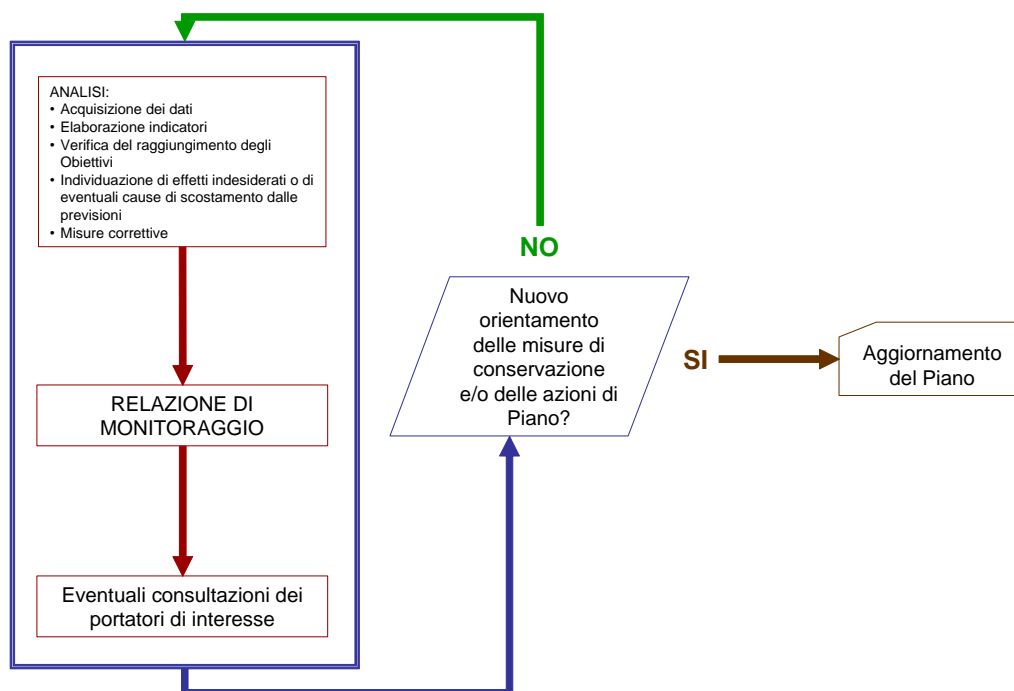 ANALISI:
• Acquisizione dei dati
• Elaborazione indicatori
• Verifica del raggiungimento degli
Obiettivi
• Individuazione di effetti indesiderati o di
eventuali cause di scostamento dalle
previsioni
• Misure correttive
RELAZIONE DI
MONITORAGGIO
Eventuali consultazioni dei
portatori di interesse
NO
Nuovo
orientamento
delle misure di
conservazione
e/o delle azioni di
Piano?
SI
Aggiornamento
del Piano